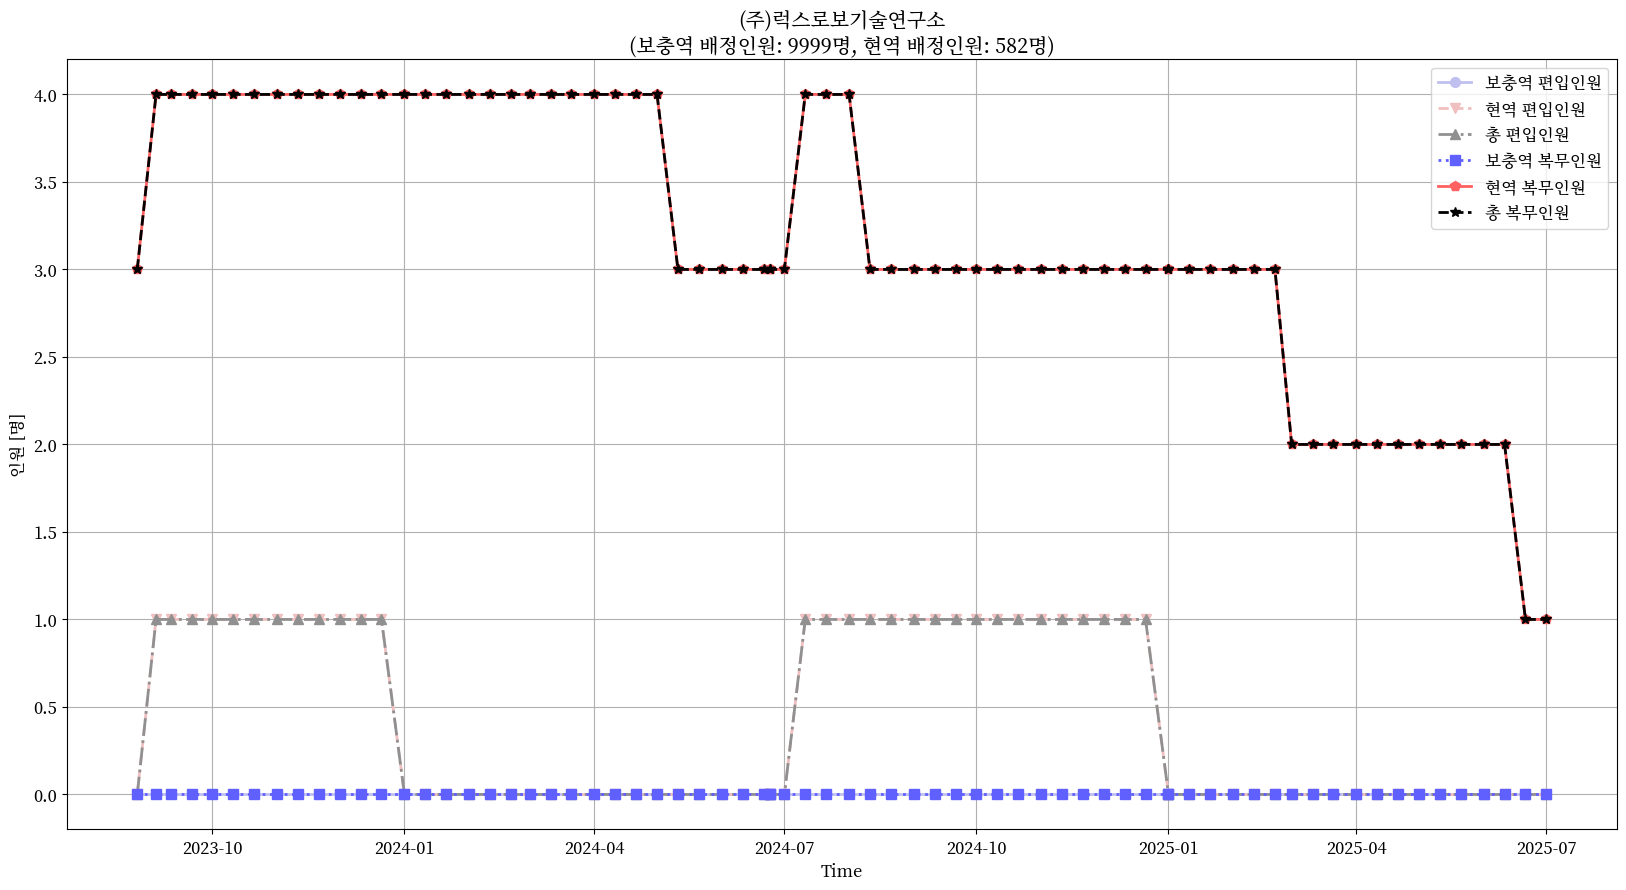 (주)럭스로보기술연구소
(보충역 배정인원: 9999명, 현역 배정인원: 582명)
보충역 편입인원
현역 편입인원
총 편입인원
보충역 복무인원
현역 복무인원
총 복무인원
4.0
3.5
3.0
2.5
2.0
1.5
1.0
0.5
0.0
인원 [명]
2023-10 2024-01 2024-04 2024-07 2024-10 2025-01 2025-04 2025-07
Time